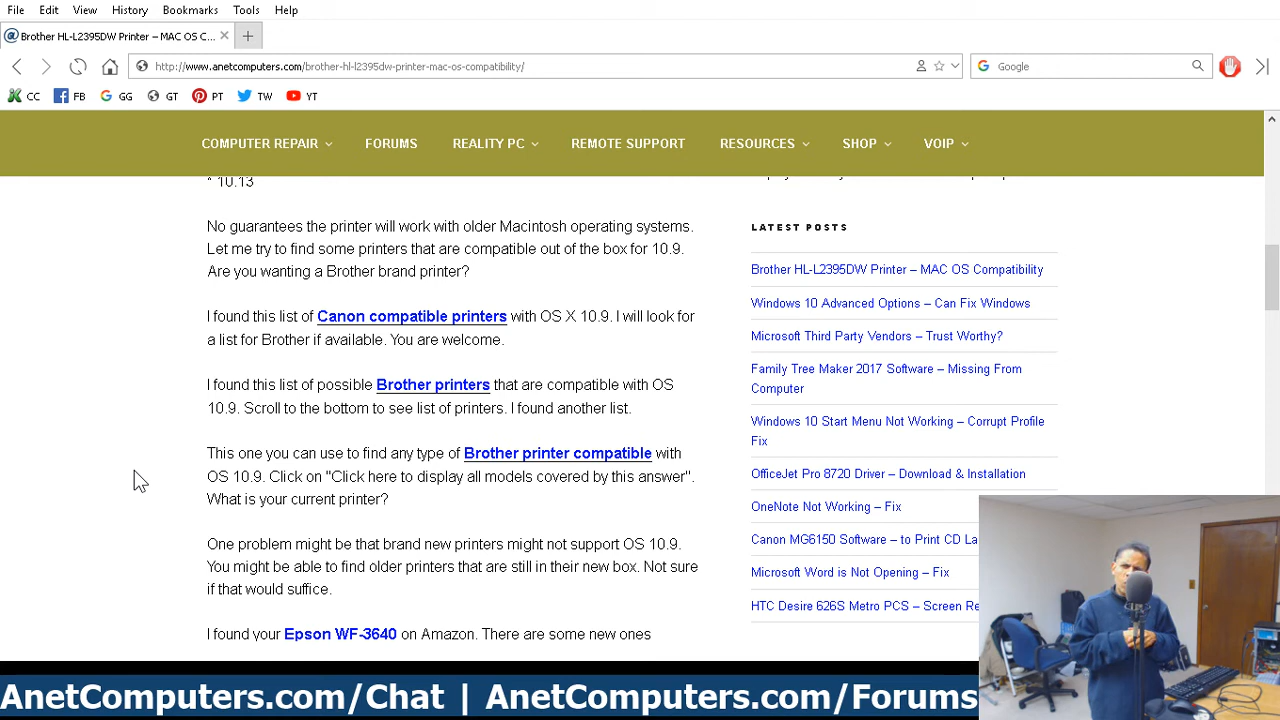 File Edit View History Bookmarks Tools Help
Brother HL-L2395DW Printer – MAC OS C...
http://www.anetcomputers.com/brother-hl-l2395dw-printer-mac-os-compatibility/
Google
CC FB GG GT PT TW YT
COMPUTER REPAIR FORUMS REALITY PC REMOTE SUPPORT RESOURCES SHOP VOIP
* 10.13
No guarantees the printer will work with older Macintosh operating systems.
Let me try to find some printers that are compatible out of the box for 10.9.
Are you wanting a Brother brand printer?
I found this list of Canon compatible printers with OS X 10.9. I will look for
a list for Brother if available. You are welcome.
I found this list of possible Brother printers that are compatible with OS
10.9. Scroll to the bottom to see list of printers. I found another list.
This one you can use to find any type of Brother printer compatible with
OS 10.9. Click on "Click here to display all models covered by this answer".
What is your current printer?
One problem might be that brand new printers might not support OS 10.9.
You might be able to find older printers that are still in their new box. Not sure
if that would suffice.
I found your Epson WF-3640 on Amazon. There are some new ones
LATEST POSTS
Brother HL-L2395DW Printer – MAC OS Compatibility
Windows 10 Advanced Options – Can Fix Windows
Microsoft Third Party Vendors – Trust Worthy?
Family Tree Maker 2017 Software – Missing From
Computer
Windows 10 Start Menu Not Working – Corrupt Profile
Fix
OfficeJet Pro 8720 Driver – Download & Installation
OneNote Not Working – Fix
Canon MG6150 Software – to Print CD La
Microsoft Word is Not Opening – Fix
HTC Desire 626S Metro PCS – Screen Re
AnetComputers.com/Chat | AnetComputers.com/Forums